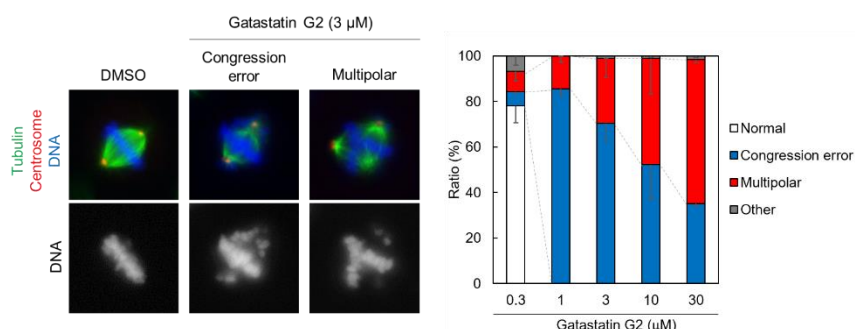 Gatastatin G2 (3 µM)
DMSO
Congression
error
Multipolar
Tubulin
Centrosome
DNA
DNA
Ratio (%)
100
80
60
40
20
0
0.3
1
3
10
30
Gatastatin G2 (µM)
Normal
Congression error
Multipolar
Other